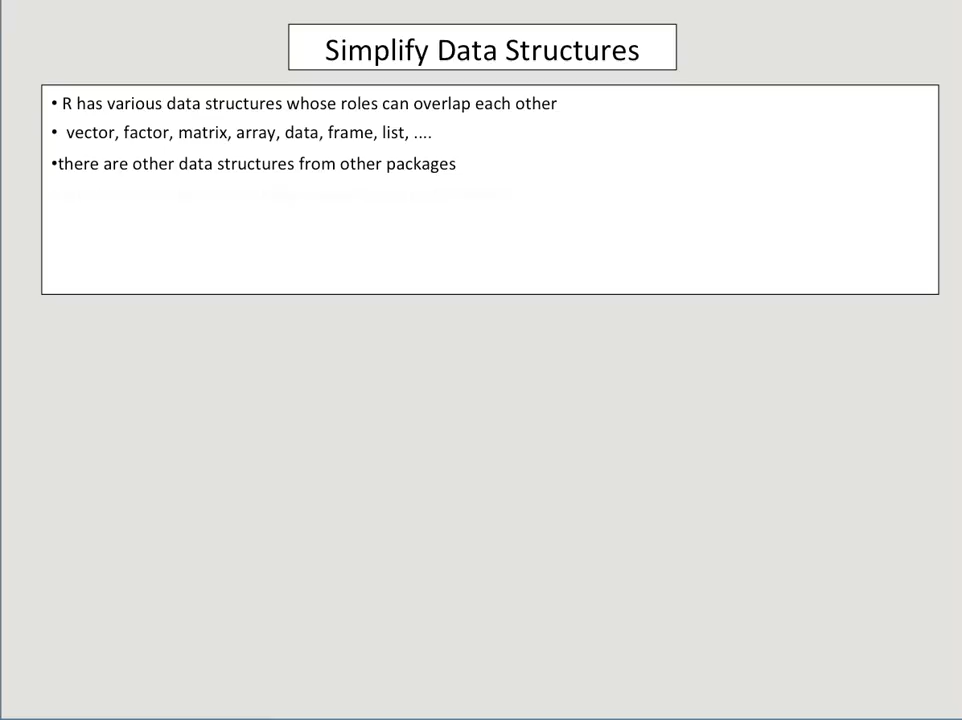 Simplify Data Structures
• R has various data structures whose roles can overlap each other
• vector, factor, matrix, array, data, frame, list, ....
•there are other data structures from other packages